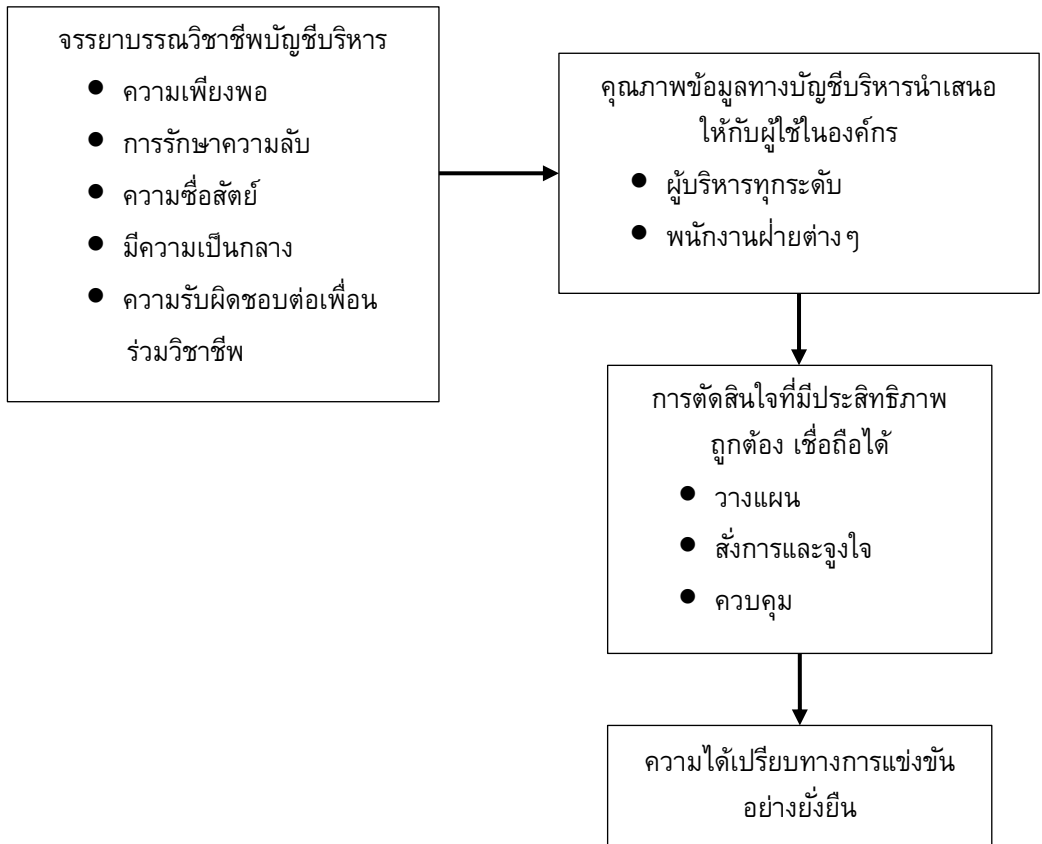 จรรยาบรรณวิชาชีพบัญชีบริหาร
● ความเพียงพอ
● การรักษาความลับ
● ความซื่อสัตย์
● มีความเป็นกลาง
● ความรับผิดชอบต่อเพื่อน
ร่วมวิชาชีพ
คุณภาพข้อมูลทางบัญชีบริหารนำเสนอ
ให้กับผู้ใช้ในองค์กร
● ผู้บริหารทุกระดับ
● พนักงานฝ่ายต่างๆ
การตัดสินใจที่มีประสิทธิภาพ
ถูกต้อง เชื่อถือได้
● วางแผน
● สั่งการและจูงใจ
● ควบคุม
ความได้เปรียบทางการแข่งขัน
อย่างยั่งยืน